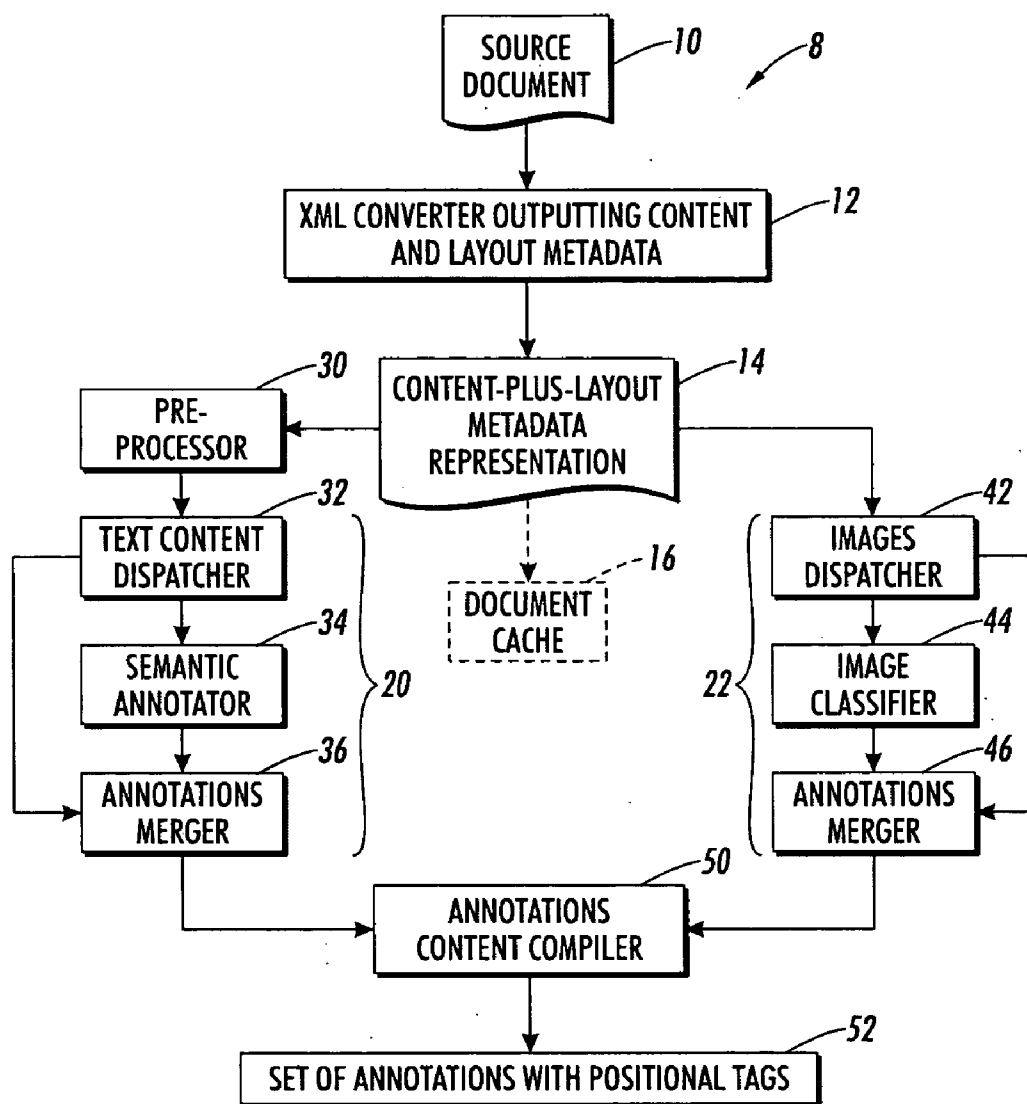 SOURCE
DOCUMENT
10
8
XML CONVERTER OUTPUTTING CONTENT
AND LAYOUT METADATA
12
CONTENT-PLUS-LAYOUT
METADATA
REPRESENTATION
14
30
PRE-
PROCESSOR
32
TEXT CONTENT
DISPATCHER
34
SEMANTIC
ANNOTATOR
36
ANNOTATIONS
MERGER
20
16
DOCUMENT
CACHE
42
IMAGES
DISPATCHER
44
IMAGE
CLASSIFIER
46
ANNOTATIONS
MERGER
22
50
ANNOTATIONS
CONTENT COMPILER
52
SET OF ANNOTATIONS WITH POSITIONAL TAGS